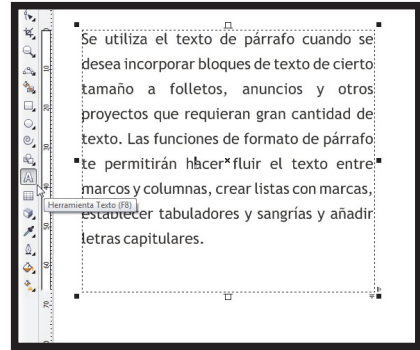 Se utiliza el texto de párrafo cuando se
desea incorporar bloques de texto de cierto
tamaño a folletos, anuncios y otros
proyectos que requieran gran cantidad de
texto. Las funciones de formato de párrafo
te permitirán hacer fluir el texto entre
marcos y columnas, crear listas con marcas,
Herramienta Texto (F8)
establecer tabuladores y sangrías y añadir
letras capitulares.